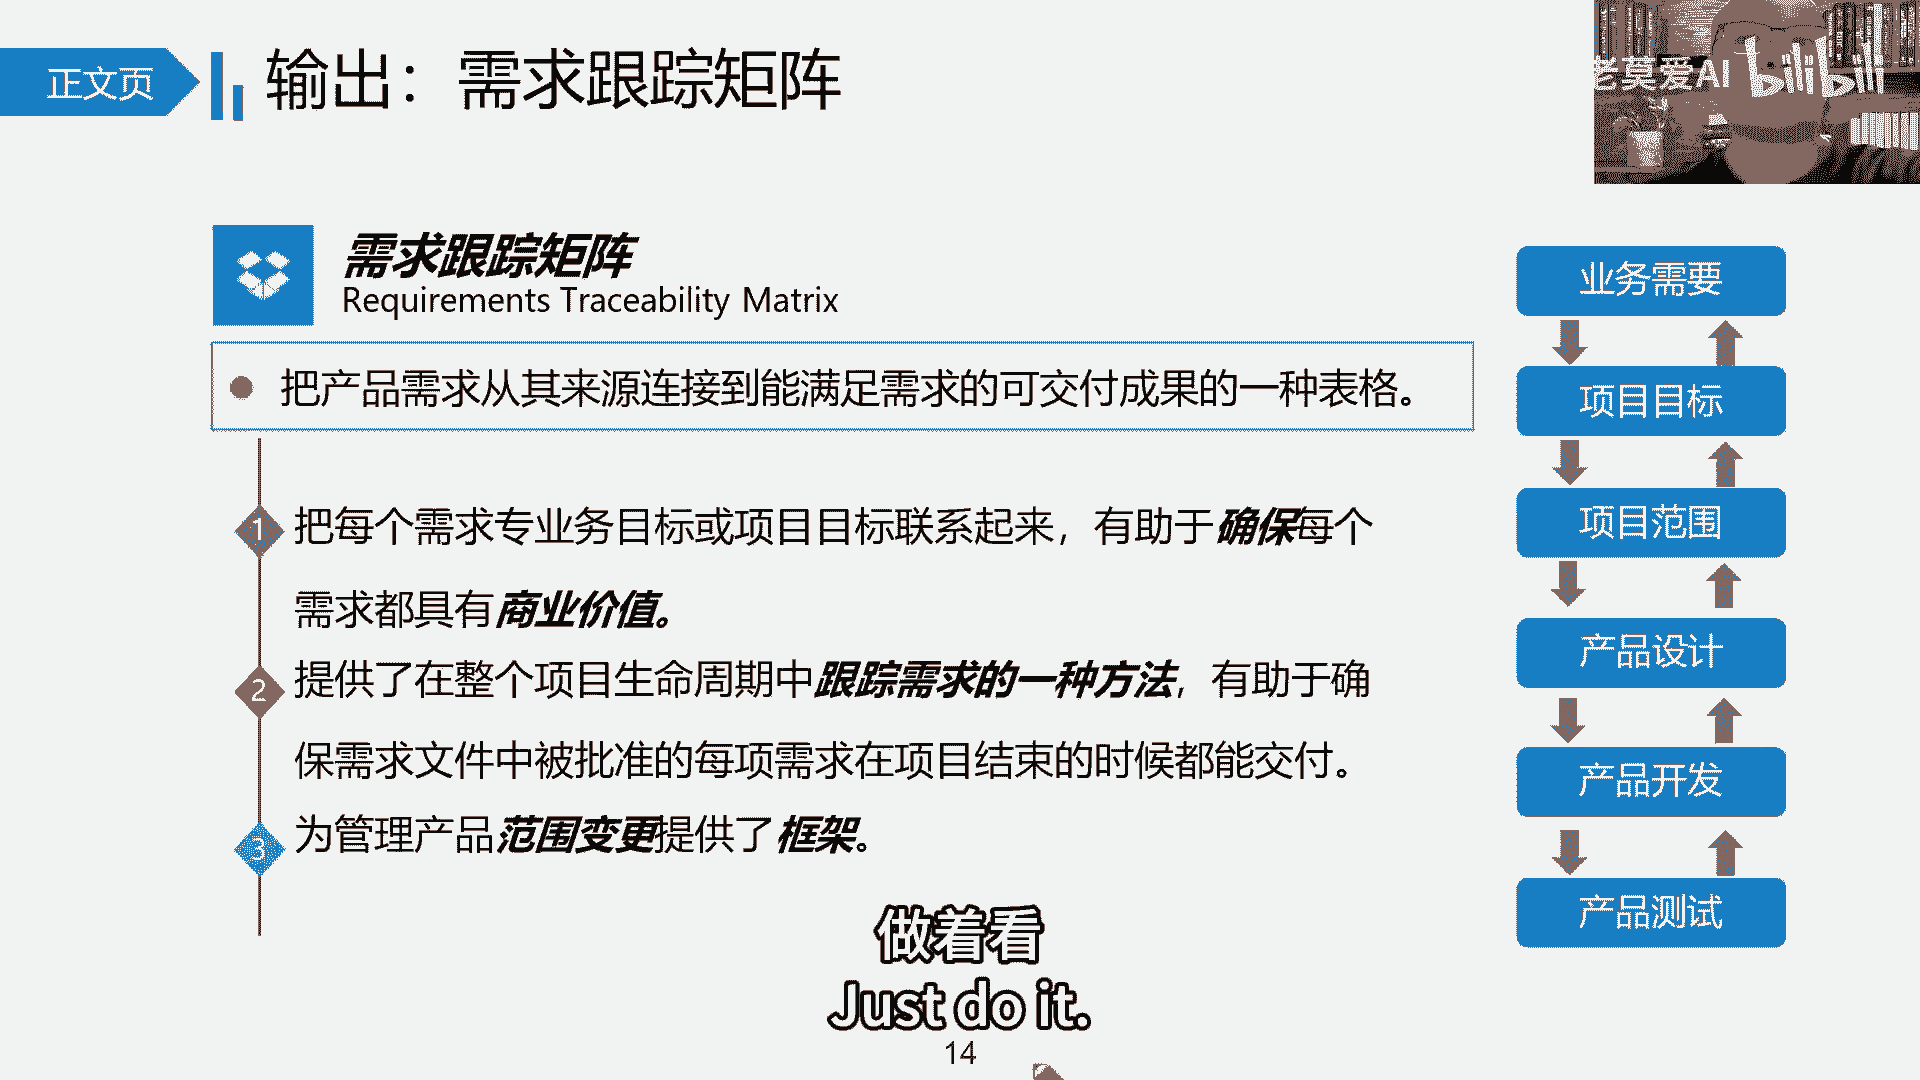 正文页
输出：需求跟踪矩阵
老莫爱AI
bilibili
需求跟踪矩阵
Requirements Traceability Matrix
把产品需求从其来源连接到能满足需求的可交付成果的一种表格。
1
把每个需求专业务目标或项目目标联系起来，有助于确保每个
需求都具有商业价值。
2
提供了在整个项目生命周期中跟踪需求的一种方法，有助于确
保需求文件中被批准的每项需求在项目结束的时候都能交付。
3
为管理产品范围变更提供了框架。
业务需要
项目目标
项目范围
产品设计
产品开发
产品测试
做着看
Just do it.
14